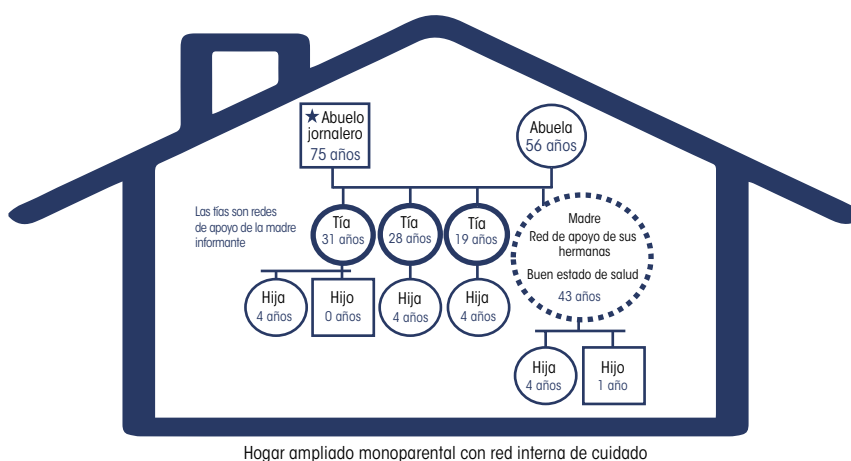 ★ Abuelo
jornalero
75 años
Abuela
56 años
Las tías son redes
de apoyo de la madre
informante
Tía
31 años
Tía
28 años
Tía
19 años
Madre
Red de apoyo de sus
hermanas
Buen estado de salud
43 años
Hija
4 años
Hijo
0 años
Hija
4 años
Hija
4 años
Hija
4 años
Hijo
1 año
Hogar ampliado monoparental con red interna de cuidado